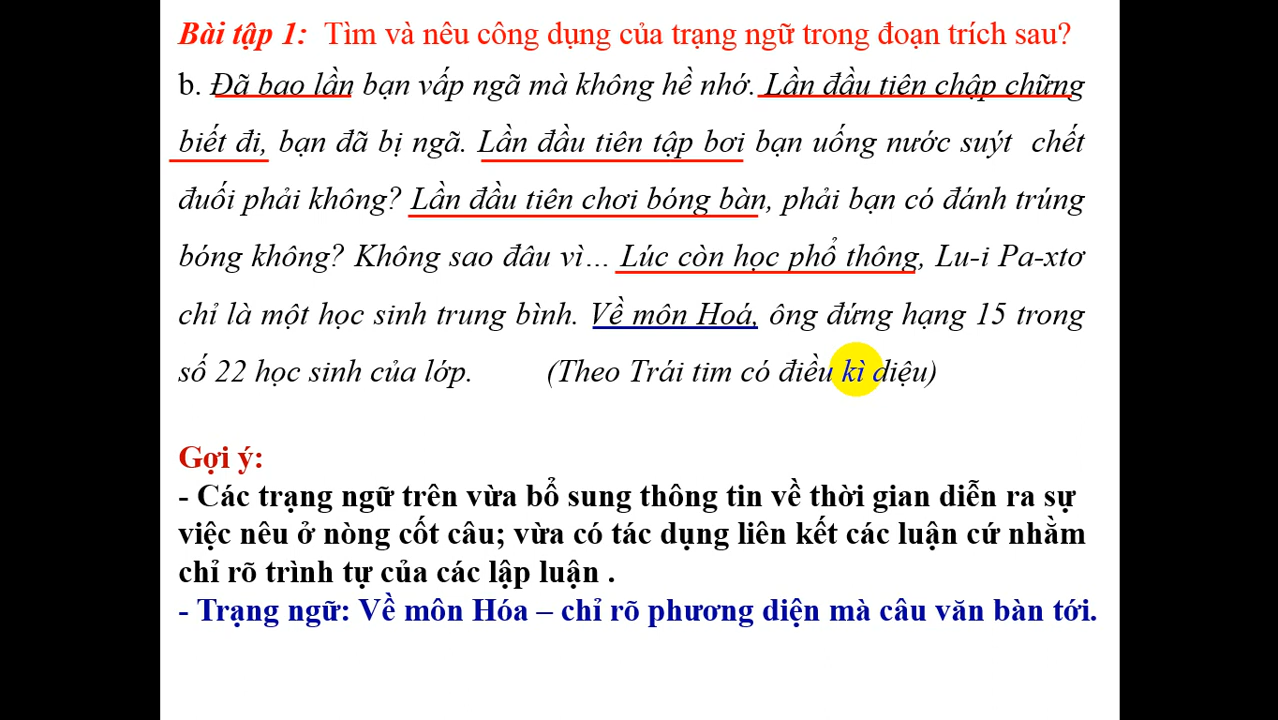 Bài tập 1: Tìm và nêu công dụng của trạng ngữ trong đoạn trích sau?
b. Đã bao lần bạn vấp ngã mà không hề nhớ. Lần đầu tiên chập chững
biết đi, bạn đã bị ngã. Lần đầu tiên tập bơi bạn uống nước suýt chết
đuối phải không? Lần đầu tiên chơi bóng bàn, phải bạn có đánh trúng
bóng không? Không sao đâu vì... Lúc còn học phổ thông, Lu-i Pa-xtơ
chỉ là một học sinh trung bình. Về môn Hoá, ông đứng hạng 15 trong
số 22 học sinh của lớp. (Theo Trái tim có điều kì diệu)
Gợi ý:
- Các trạng ngữ trên vừa bổ sung thông tin về thời gian diễn ra sự
việc nêu ở nòng cốt câu; vừa có tác dụng liên kết các luận cứ nhằm
chỉ rõ trình tự của các lập luận .
- Trạng ngữ: Về môn Hóa – chỉ rõ phương diện mà câu văn bàn tới.